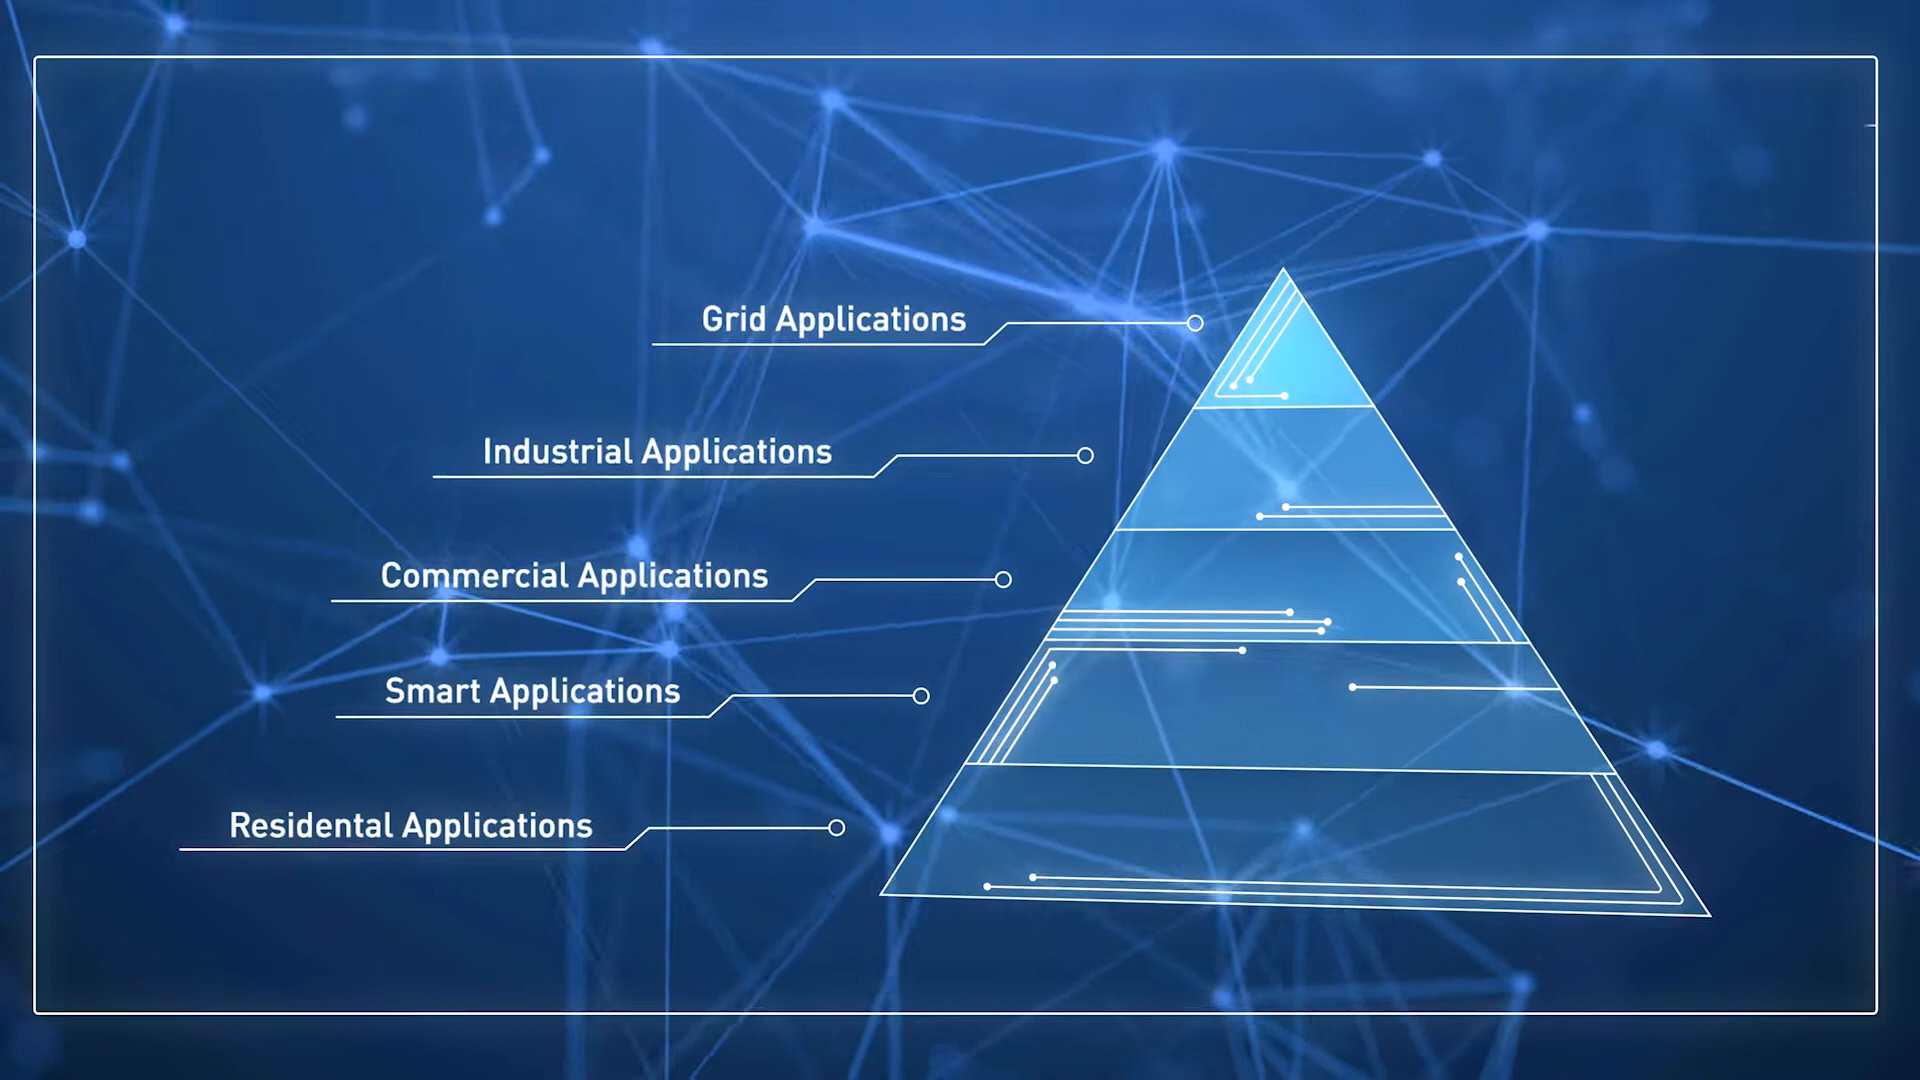 Grid Applications
Industrial Applications
Commercial Applications
Smart Applications
Residental Applications